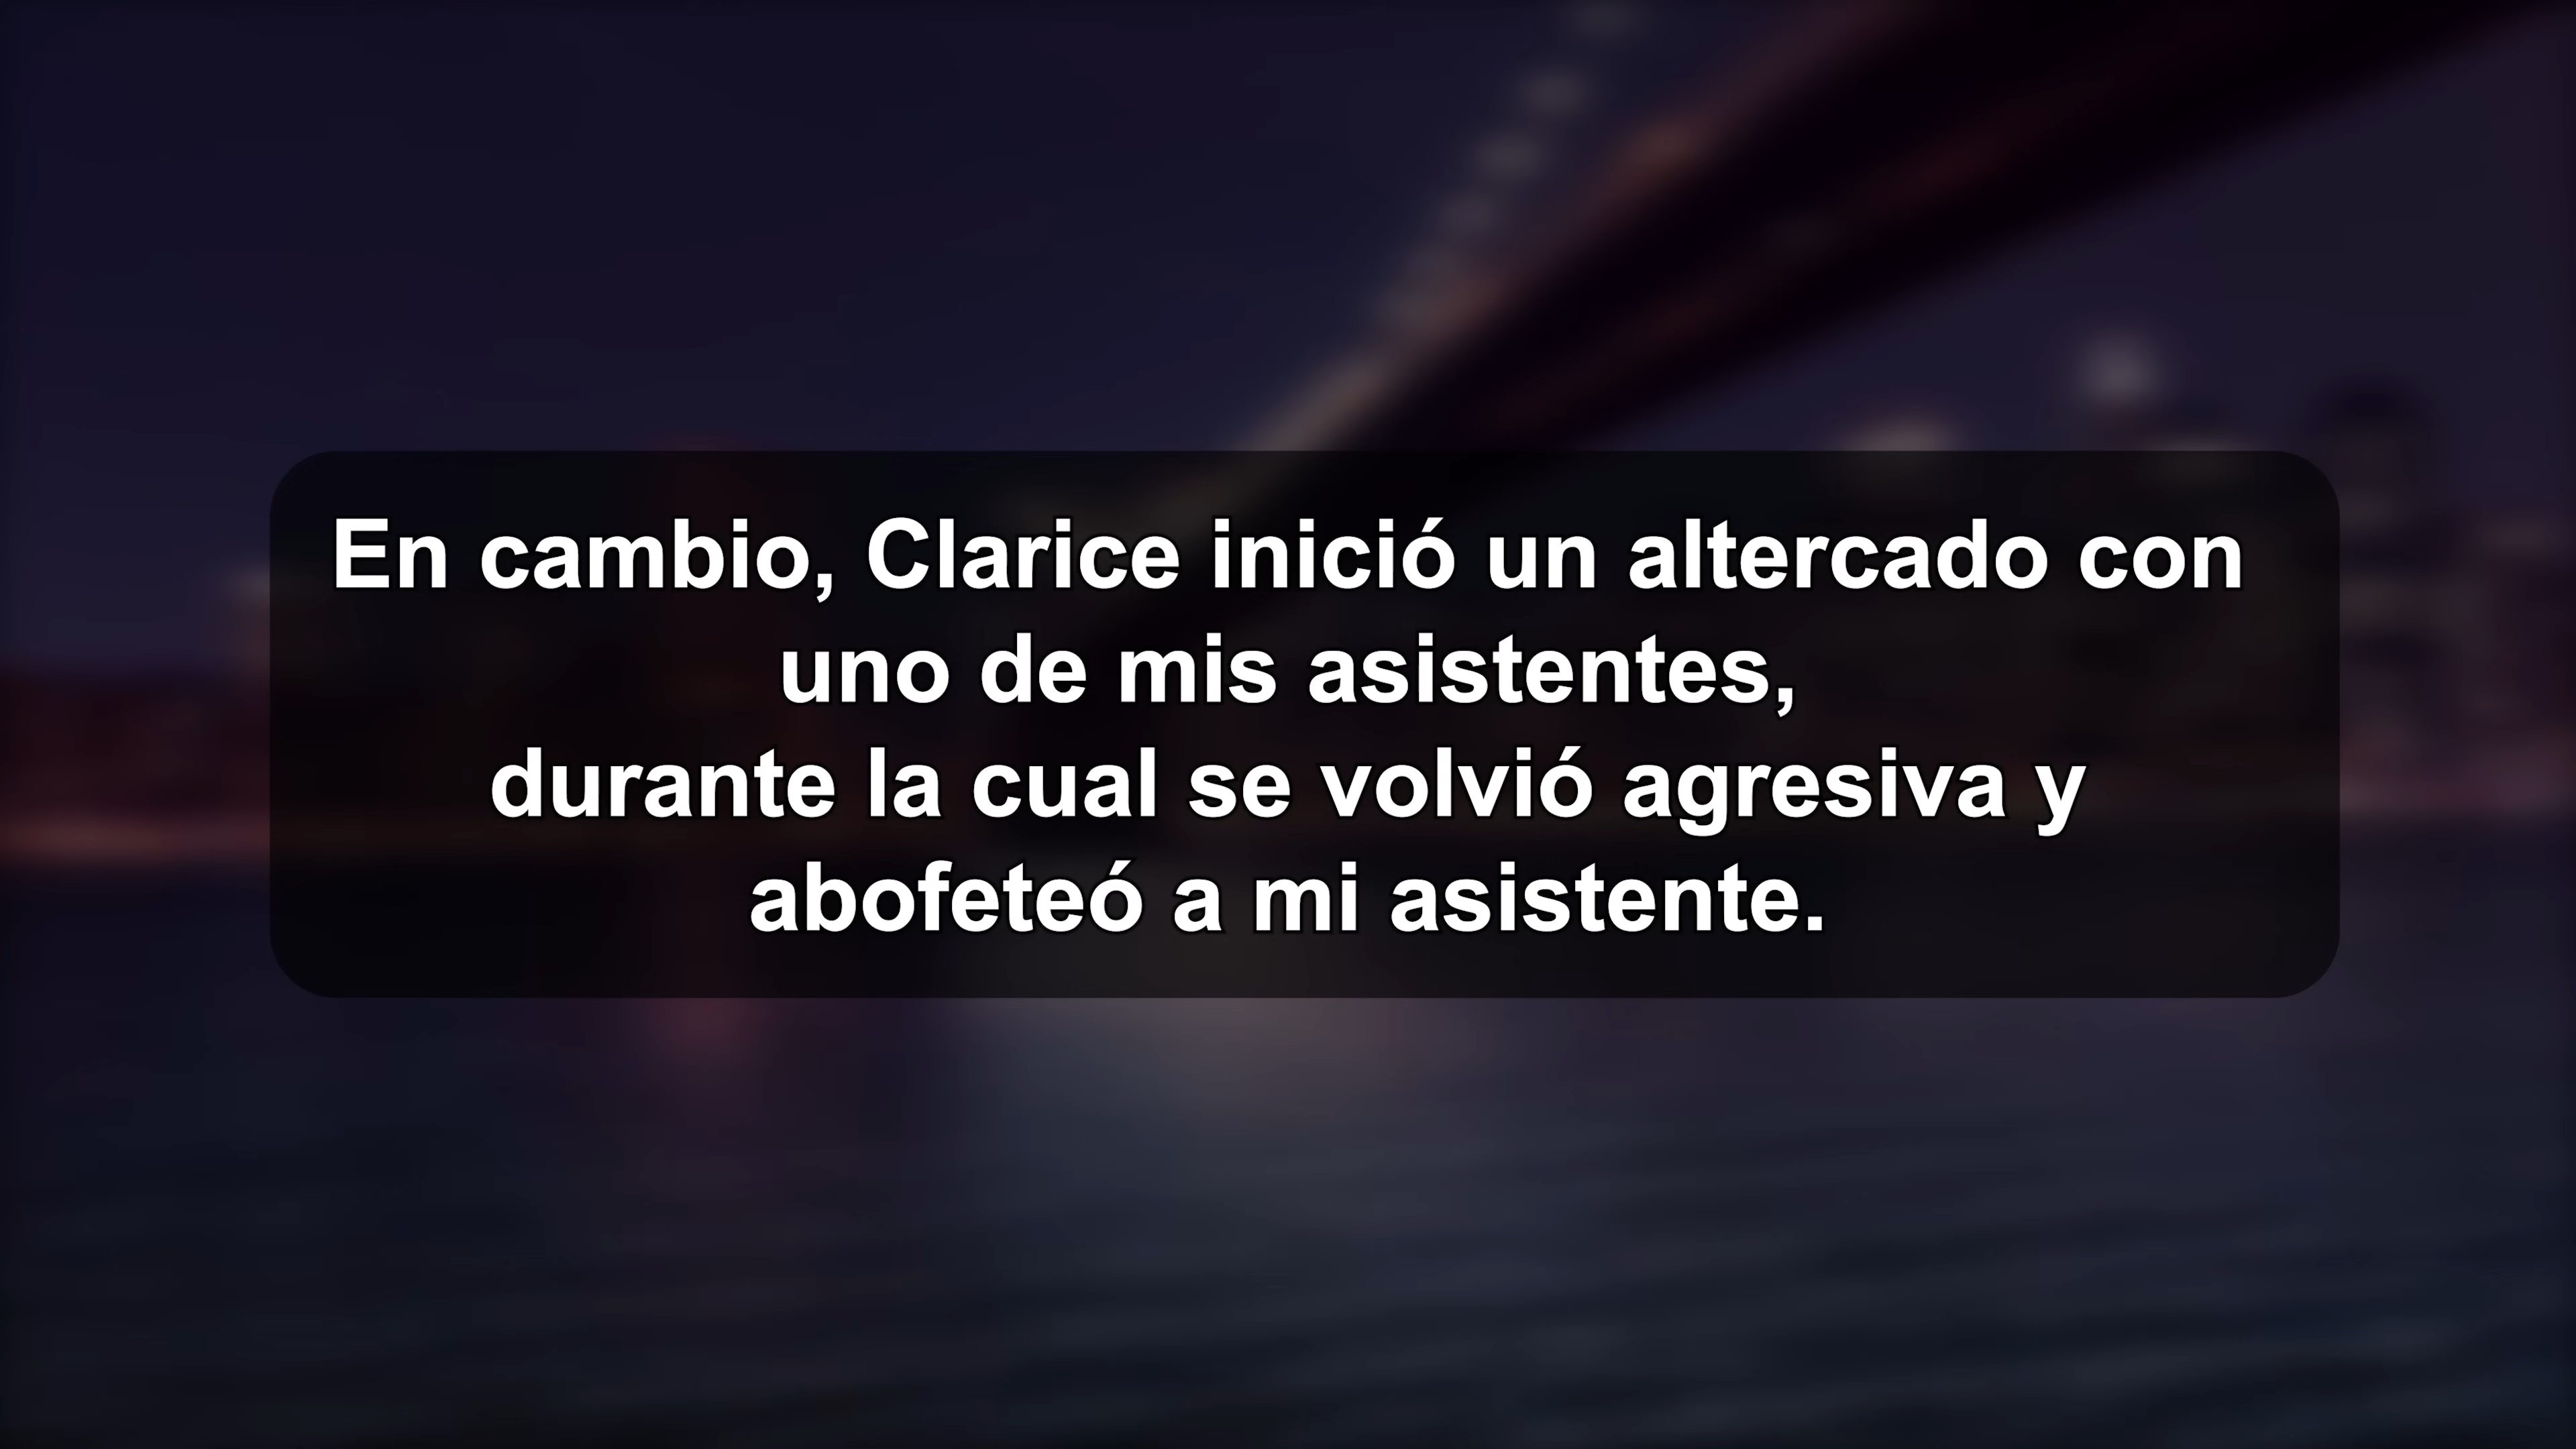 En cambio, Clarice inició un altercado con
uno de mis asistentes,
durante la cual se volvió agresiva y
abofeteó a mi asistente.